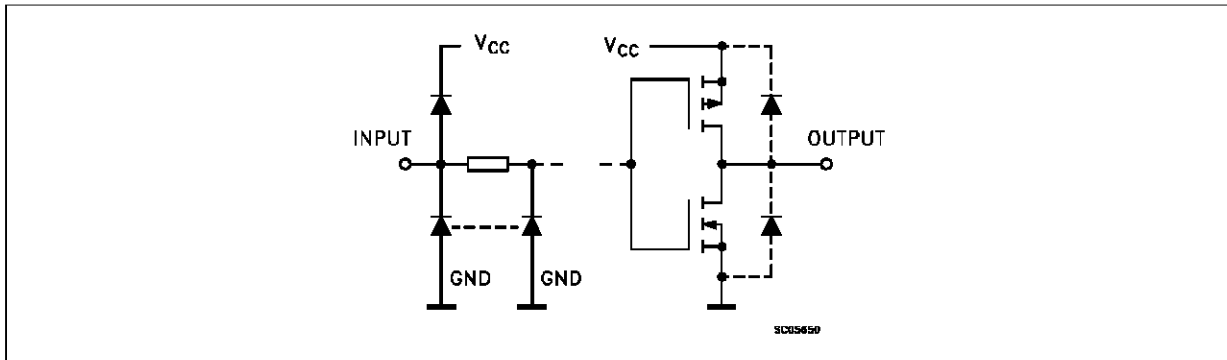 VCC
VCC
INPUT
OUTPUT
GND
GND
SC05650